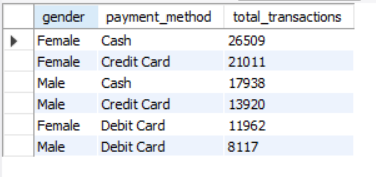 gender payment_method total_transactions
Female Cash 26509
Female Credit Card 21011
Male Cash 17938
Male Credit Card 13920
Female Debit Card 11962
Male Debit Card 8117